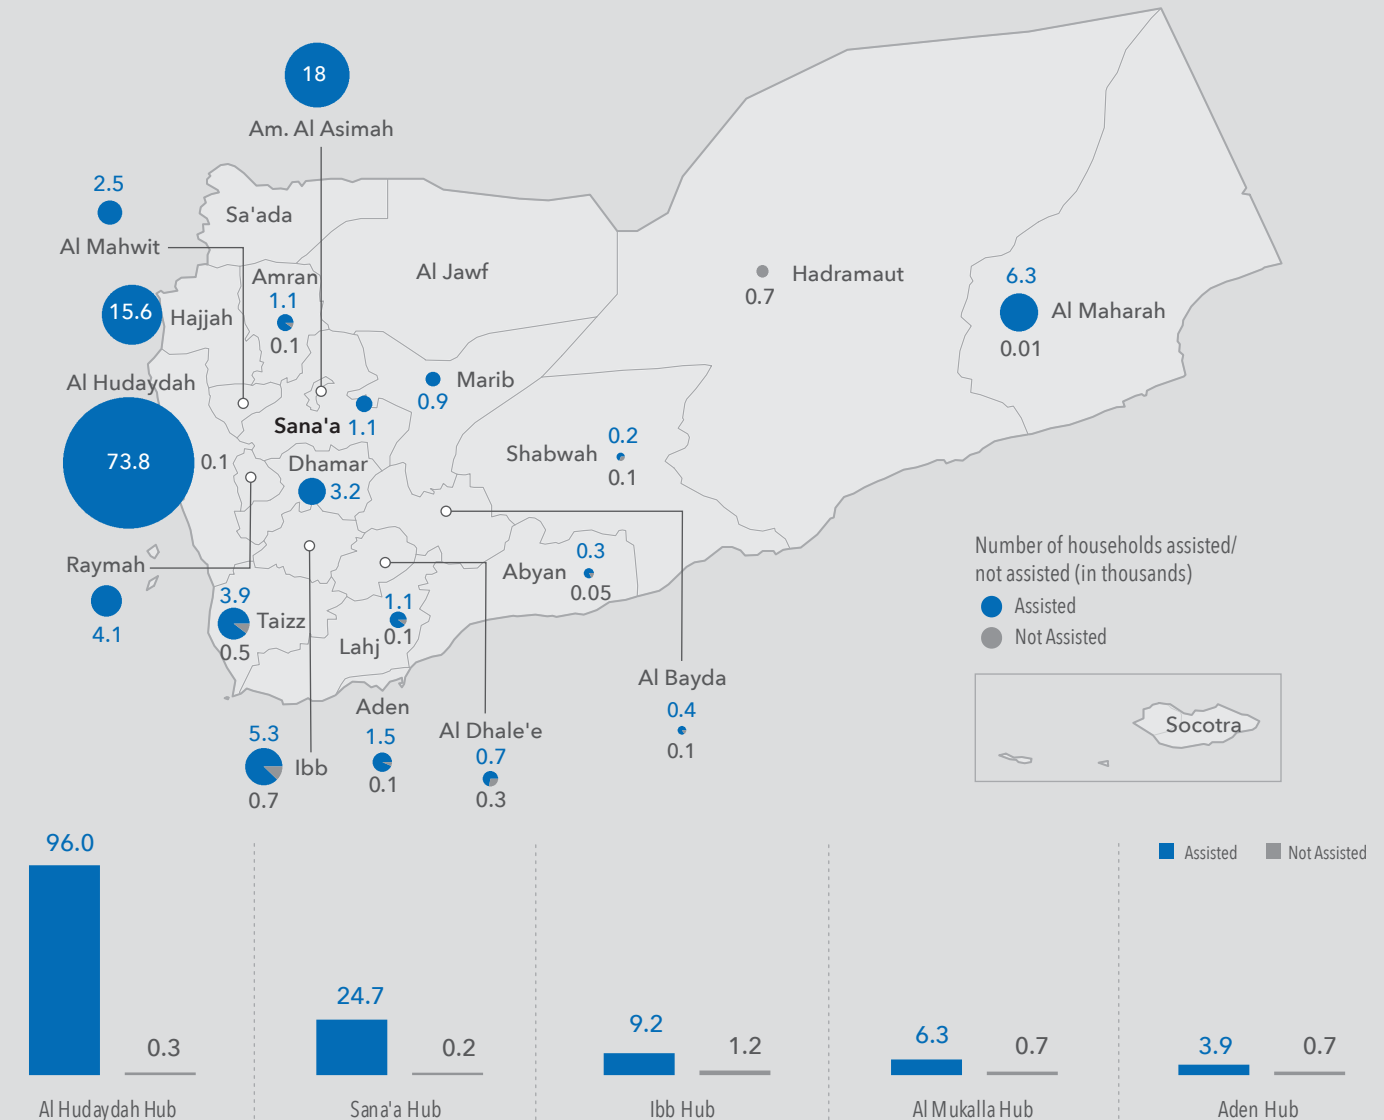 18
Am. Al Asimah
2.5
Al Mahwit
Sa'ada
Amran
1.1
0.1
Al Jawf
0.7
Hadramaut
6.3
Al Maharah
0.01
15.6
Hajjah
Al Hudaydah
73.8
0.1
Marib
0.9
Sana'a 1.1
Dhamar
3.2
Shabwah
0.2
0.1
Raymah
4.1
3.9
Taizz
0.5
1.1
Lahj
0.1
Abyan
0.3
0.05
Number of households assisted/
not assisted (in thousands)
Assisted
Not Assisted
Al Bayda
0.4
0.1
Socotra
5.3
Ibb
0.7
Aden
1.5
0.1
Al Dhale'e
0.7
0.3
Assisted
Not Assisted
96.0
0.3
Al Hudaydah Hub
24.7
0.2
Sana'a Hub
9.2
1.2
Ibb Hub
6.3
0.7
Al Mukalla Hub
3.9
0.7
Aden Hub